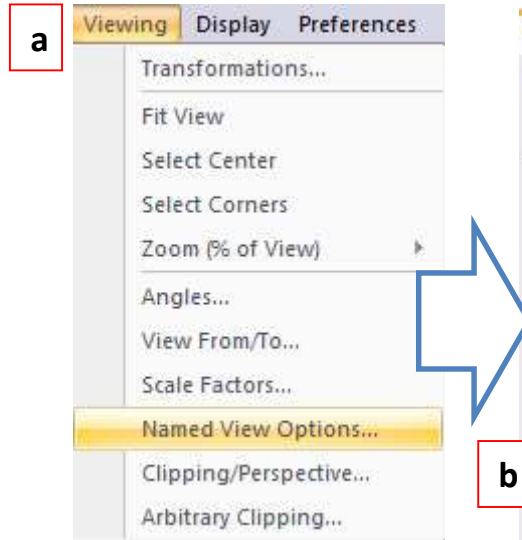 a
Viewing Display Preferences
Transformations...
Fit View
Select Center
Select Corners
Zoom (% of View)
Angles...
View From/To...
Scale Factors...
Named View Options...
Clipping/Perspective...
Arbitrary Clipping...
b